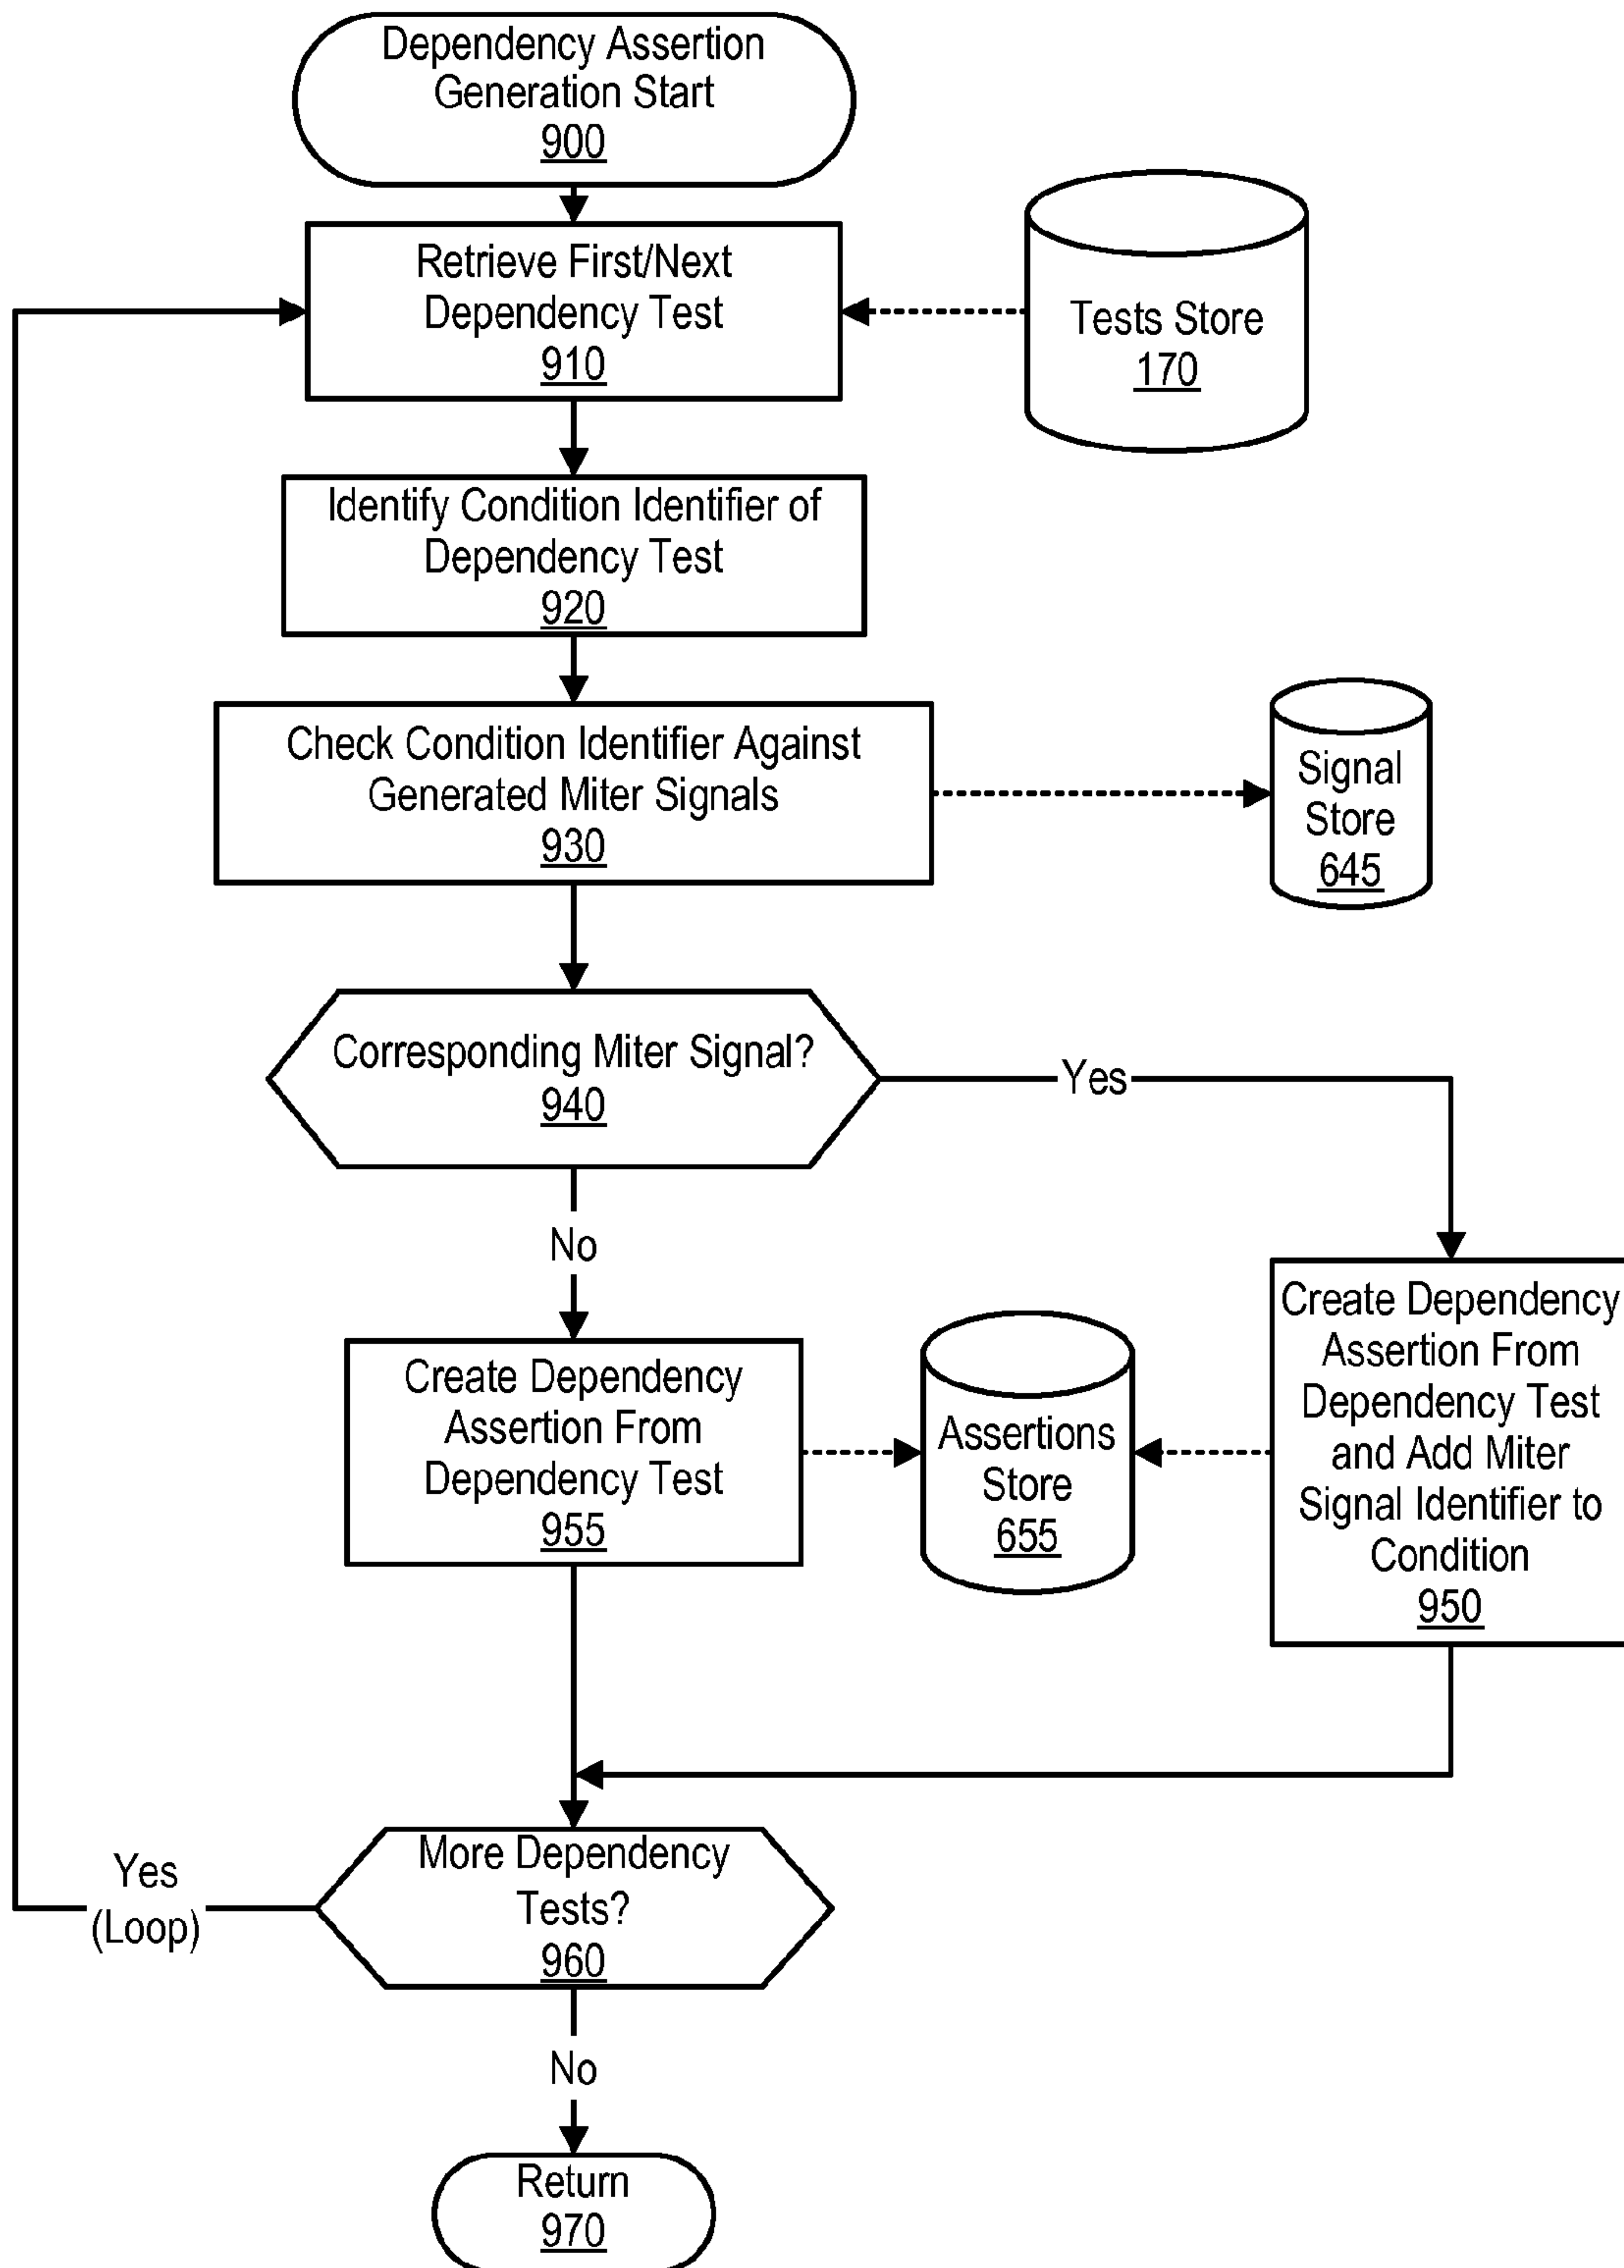 Dependency Assertion
Generation Start
900
Retrieve First/Next
Dependency Test
910
Tests Store
170
Identify Condition Identifier of
Dependency Test
920
Check Condition Identifier Against
Generated Miter Signals
930
Signal
Store
645
Corresponding Miter Signal?
940
Yes
No
Create Dependency
Assertion From
Dependency Test
955
Assertions
Store
655
Create Dependency
Assertion From
Dependency Test
and Add Miter
Signal Identifier to
Condition
950
More Dependency
Tests?
960
Yes
(Loop)
No
Return
970